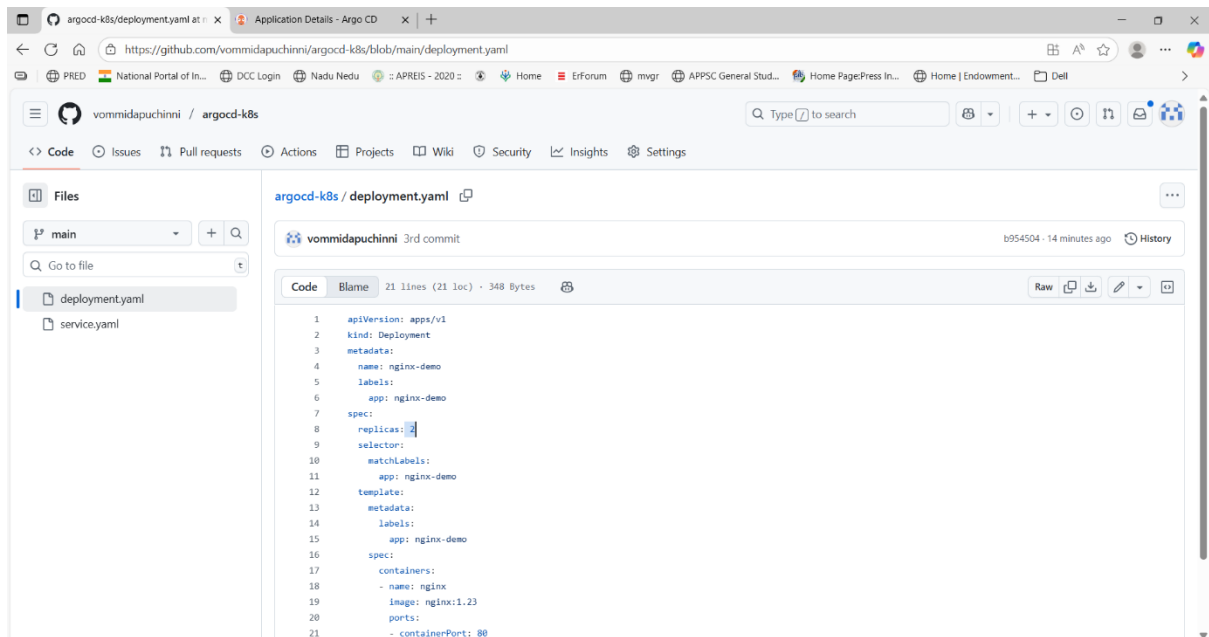 argocd-k8s/deployment.yaml at m
Application Details - Argo CD
https://github.com/vommidapuchinni/argocd-k8s/blob/main/deployment.yaml
PRED National Portal of In... DCC Login Nadu Nedu :: APREIS - 2020 :: Home ErForum mvgr APPSC General Stud... Home Page:Press In... Home | Endowment... Dell
vommidapuchinni / argocd-k8s
Type / to search
Code Issues Pull requests Actions Projects Wiki Security Insights Settings
Files
argocd-k8s / deployment.yaml
main
vommidapuchinni 3rd commit
b954504 · 14 minutes ago History
Go to file t
Code Blame 21 lines (21 loc) · 348 Bytes
Raw
deployment.yaml
service.yaml
1 apiVersion: apps/v1
2 kind: Deployment
3 metadata:
4 name: nginx-demo
5 labels:
6 app: nginx-demo
7 spec:
8 replicas: 2
9 selector:
10 matchLabels:
11 app: nginx-demo
12 template:
13 metadata:
14 labels:
15 app: nginx-demo
16 spec:
17 containers:
18 - name: nginx
19 image: nginx:1.23
20 ports:
21 - containerPort: 80